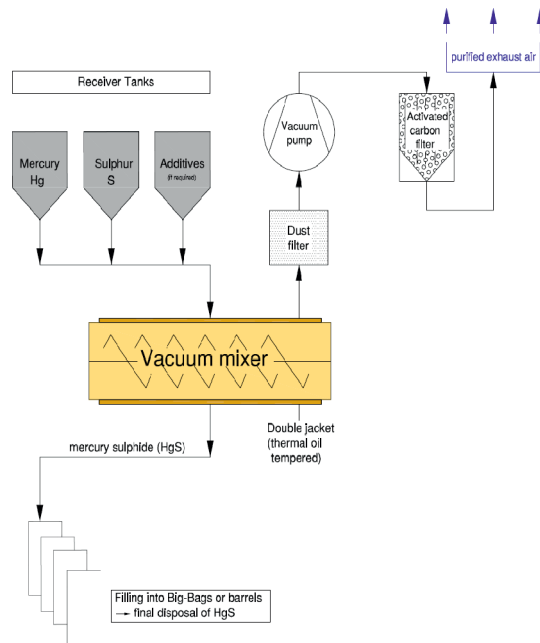 purified exhaust air
Receiver Tanks
Mercury
Hg
Sulphur
S
Additives
(if required)
Vacuum
pump
Activated
carbon
filter
Dust
filter
Vacuum mixer
Double jacket
(thermal oil
tempered)
mercury sulphide (HgS)
Filling into Big-Bags or barrels
→ final disposal of HgS